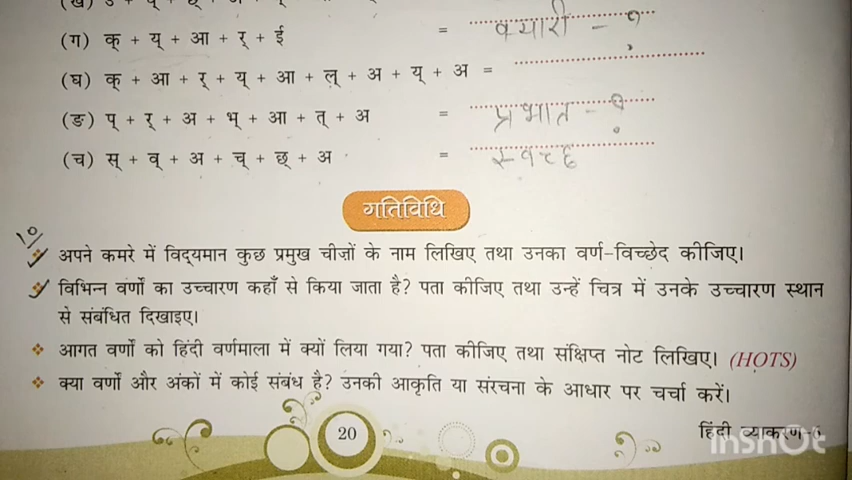 (ग) क् + य् + आ + र् + ई = क्यारी - ?
(घ) क् + आ + र् + य् + आ + ल् + अ + य् + अ =
(ङ) प् + र् + अ + भ् + आ + त् + अ = प्रभात - ?
(च) स् + व् + अ + च् + छ् + अ =
गतिविधि
10
अपने कमरे में विद्यमान कुछ प्रमुख चीज़ों के नाम लिखिए तथा उनका वर्ण-विच्छेद कीजिए।
विभिन्न वर्णों का उच्चारण कहाँ से किया जाता है? पता कीजिए तथा उन्हें चित्र में उनके उच्चारण स्थान
से संबंधित दिखाइए।
आगत वर्णों को हिंदी वर्णमाला में क्यों लिया गया? पता कीजिए तथा संक्षिप्त नोट लिखिए। (HOTS)
क्या वर्णों और अंकों में कोई संबंध है? उनकी आकृति या संरचना के आधार पर चर्चा करें।
20
हिंदी व्याकरण
InShOt